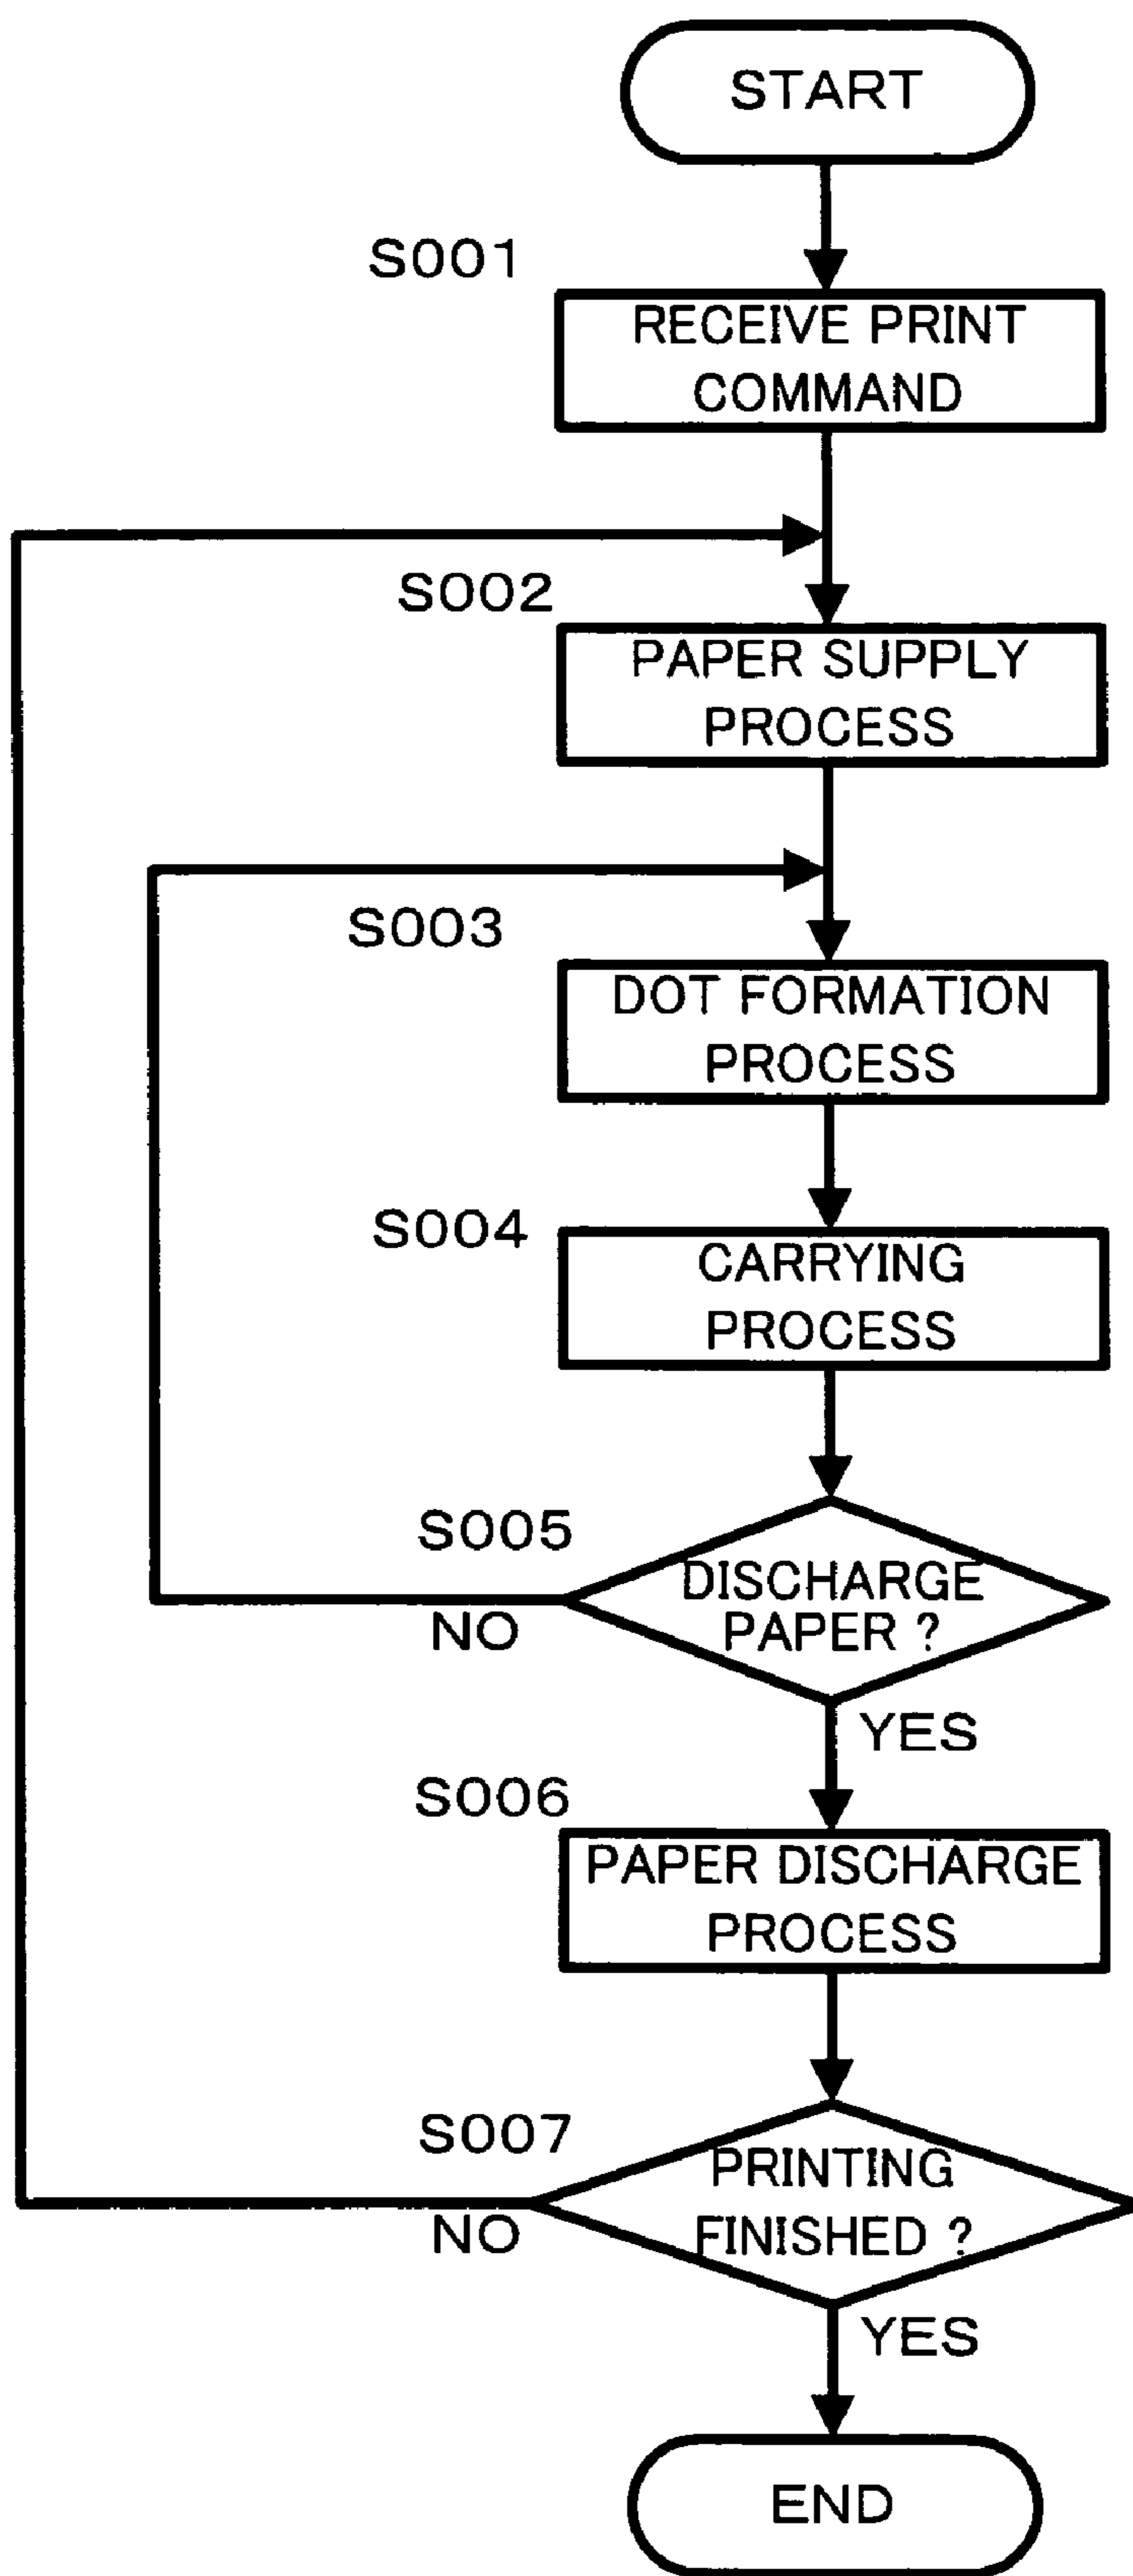 START
S001
RECEIVE PRINT
COMMAND
S002
PAPER SUPPLY
PROCESS
S003
DOT FORMATION
PROCESS
S004
CARRYING
PROCESS
S005
DISCHARGE
PAPER ?
NO
YES
S006
PAPER DISCHARGE
PROCESS
S007
PRINTING
FINISHED ?
NO
YES
END